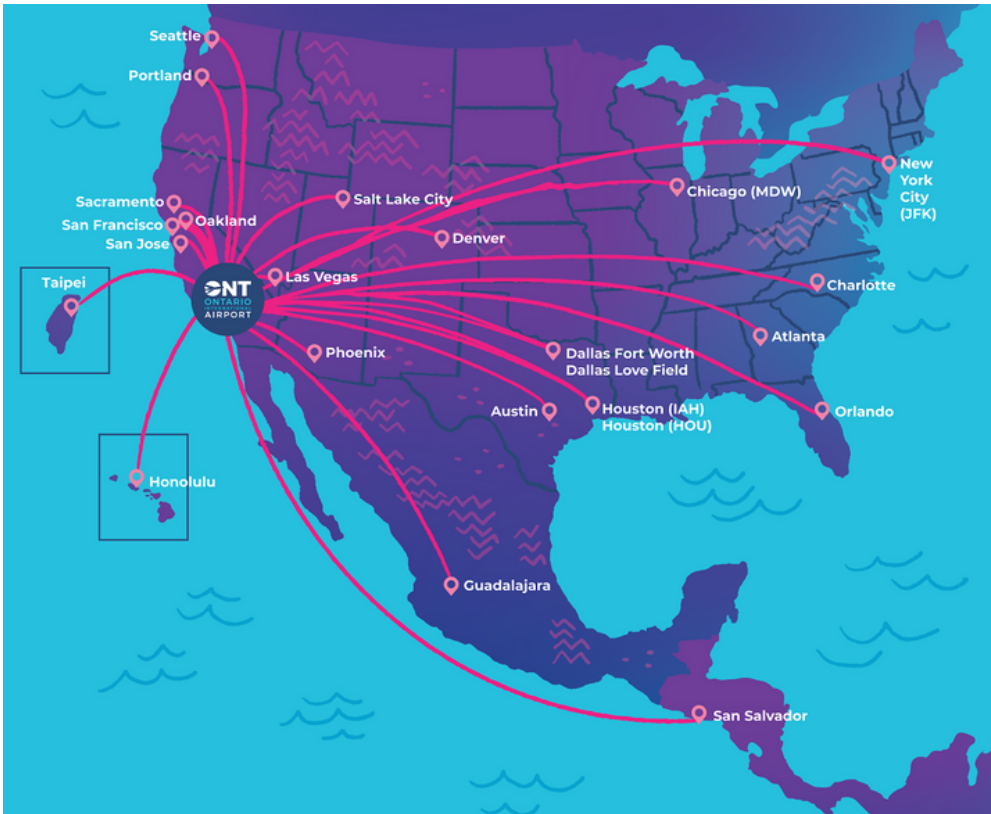 Seattle
Portland
Sacramento
San Francisco
Oakland
San Jose
Salt Lake City
Denver
Chicago (MDW)
New
York
City
(JFK)
Las Vegas
Taipei
ONT
ONTARIO
INTERNATIONAL
AIRPORT
Charlotte
Phoenix
Dallas Fort Worth
Dallas Love Field
Atlanta
Austin
Houston (IAH)
Houston (HOU)
Orlando
Honolulu
Guadalajara
San Salvador